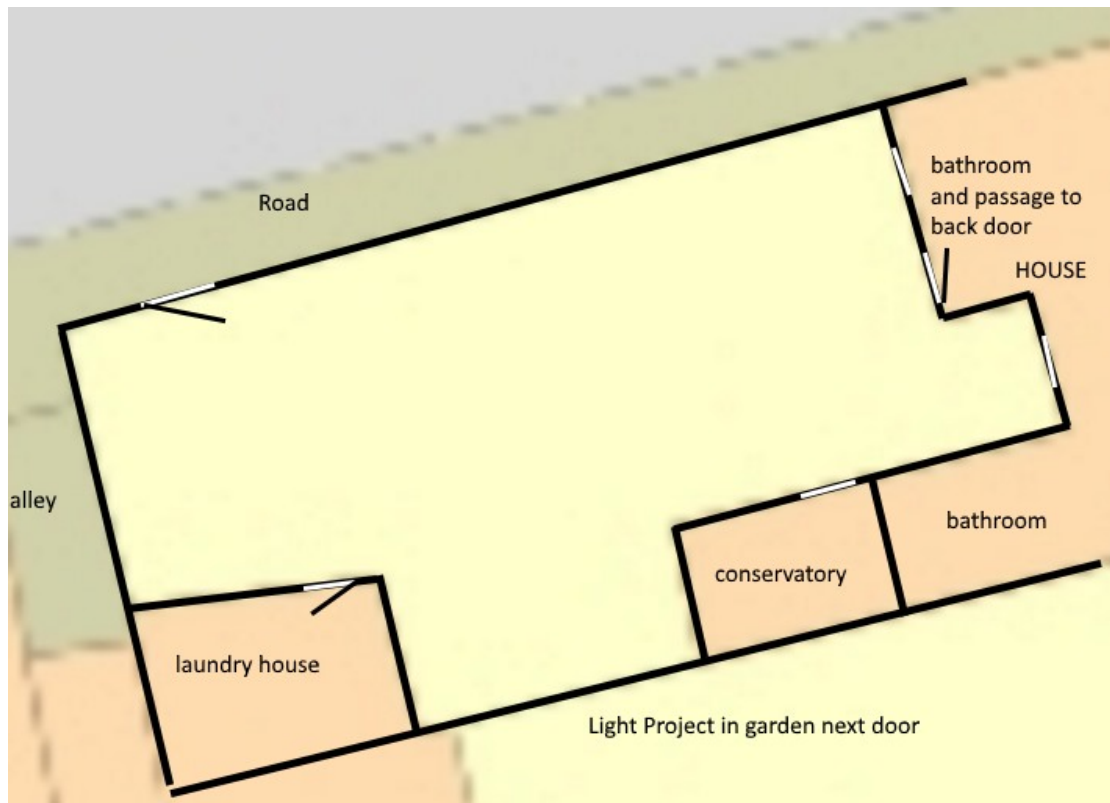 Road
bathroom
and passage to
back door
HOUSE
alley
bathroom
conservatory
laundry house
Light Project in garden next door